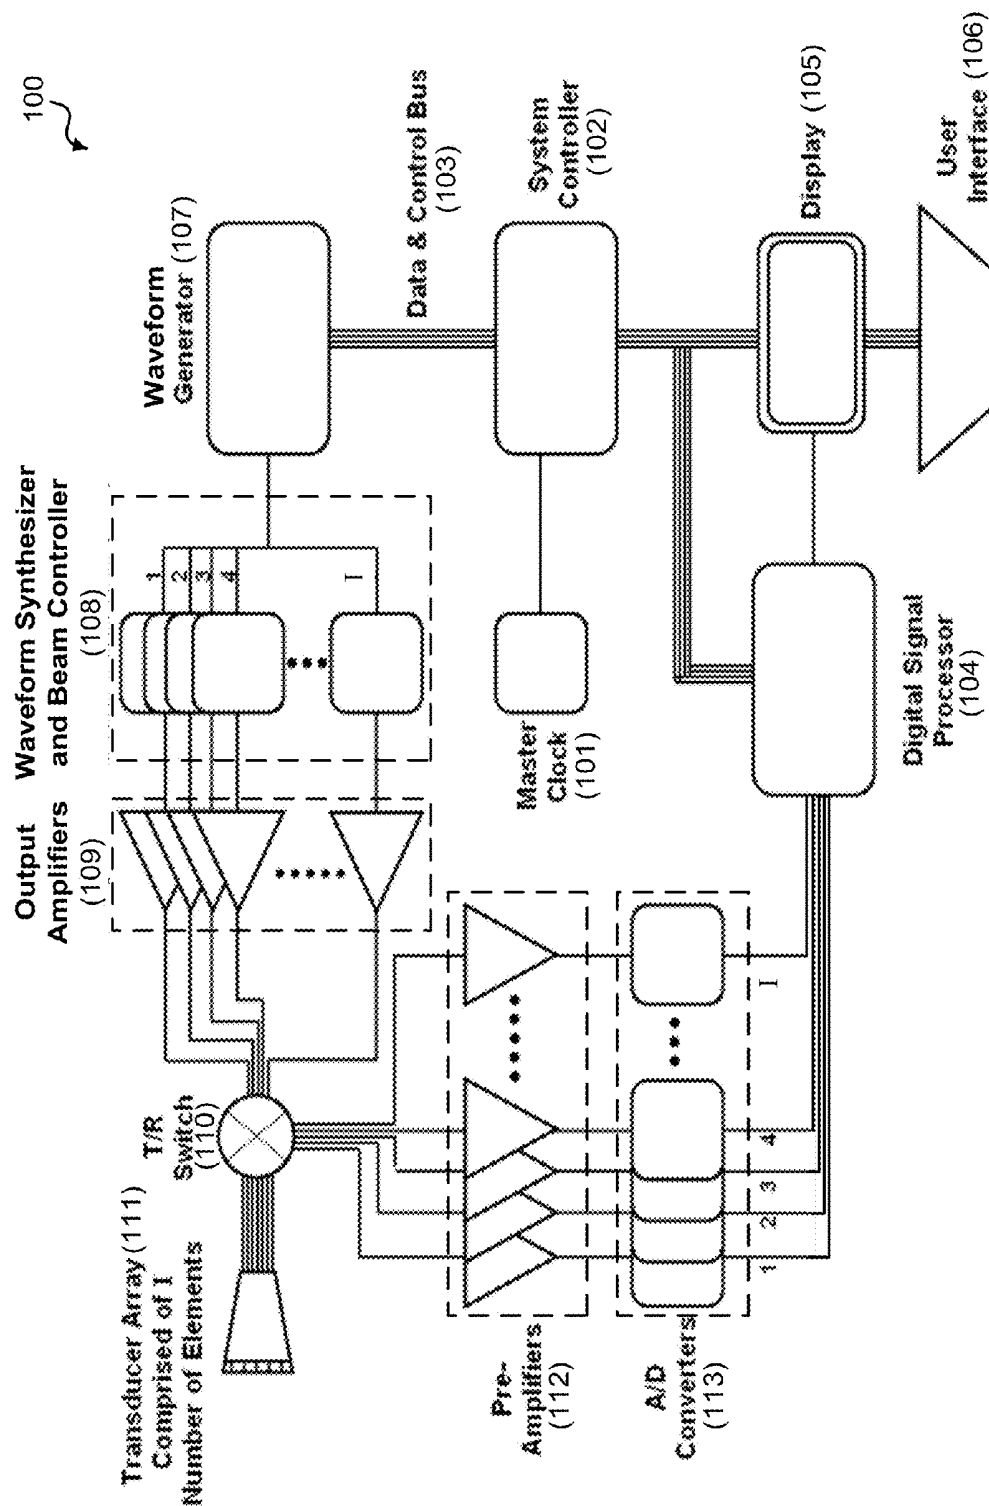 100
Transducer Array (111)
Comprised of I
Number of Elements
T/R
Switch
(110)
Output
Amplifiers
(109)
Waveform Synthesizer
and Beam Controller
(108)
1
2
3
4
I
Waveform
Generator (107)
Data & Control Bus
(103)
Pre-
Amplifiers
(112)
Master
Clock
(101)
System
Controller
(102)
A/D
Converters
(113)
1
2
3
4
I
Digital Signal
Processor
(104)
Display (105)
User
Interface (106)